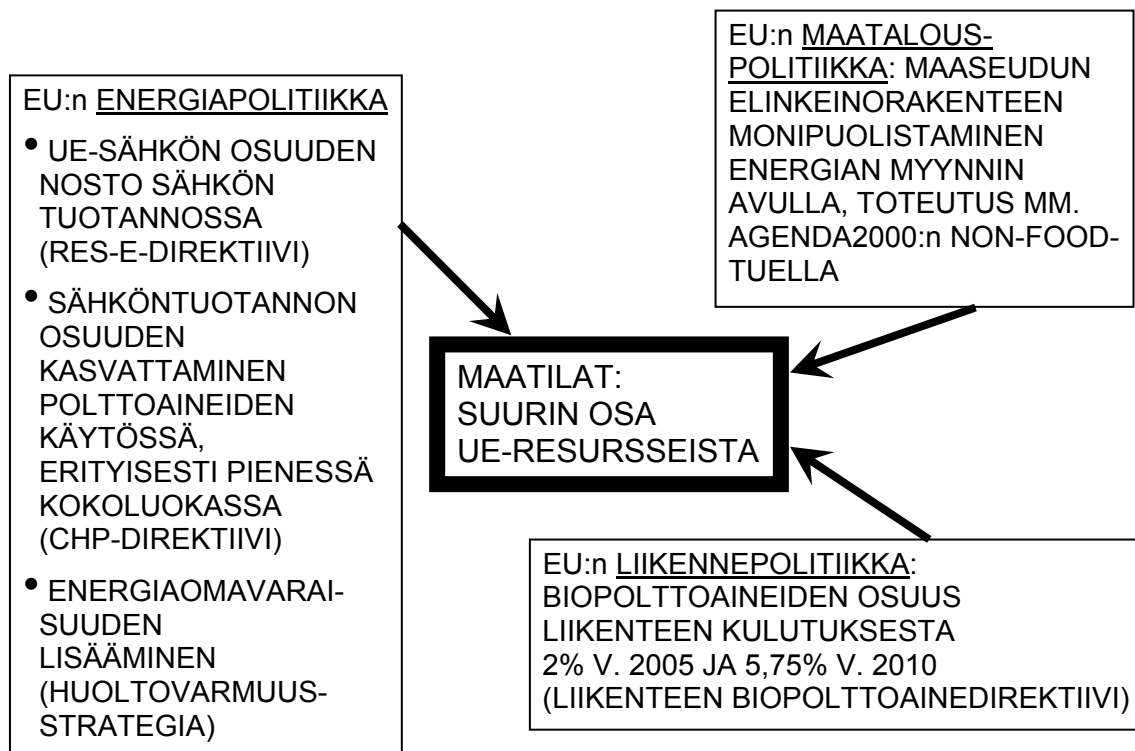 EU:n ENERGIAPOLITIIKKA
• UE-SÄHKÖN OSUUDEN
NOSTO SÄHKÖN
TUOTANNOSSA
(RES-E-DIREKTIIVI)
• SÄHKÖNTUOTANNON
OSUUDEN
KASVATTAMINEN
POLTTOAINEIDEN
KÄYTÖSSÄ,
ERITYISESTI PIENESSÄ
KOKOLUOKASSA
(CHP-DIREKTIIVI)
• ENERGIAOMAVARAI-
SUUDEN
LISÄÄMINEN
(HUOLTOVARMUUS-
STRATEGIA)
EU:n MAATALOUS-
POLITIIKKA: MAASEUDUN
ELINKEINORAKENTEEN
MONIPUOLISTAMINEN
ENERGIAN MYYNNIN
AVULLA, TOTEUTUS MM.
AGENDA2000:n NON-FOOD-
TUELLA
MAATILAT:
SUURIN OSA
UE-RESURSSEISTA
EU:n LIIKENNEPOLITIIKKA:
BIOPOLTTOAINEIDEN OSUUS
LIIKENTEEN KULUTUKSESTA
2% V. 2005 JA 5,75% V. 2010
(LIIKENTEEN BIOPOLTTOAINEDIREKTIIVI)